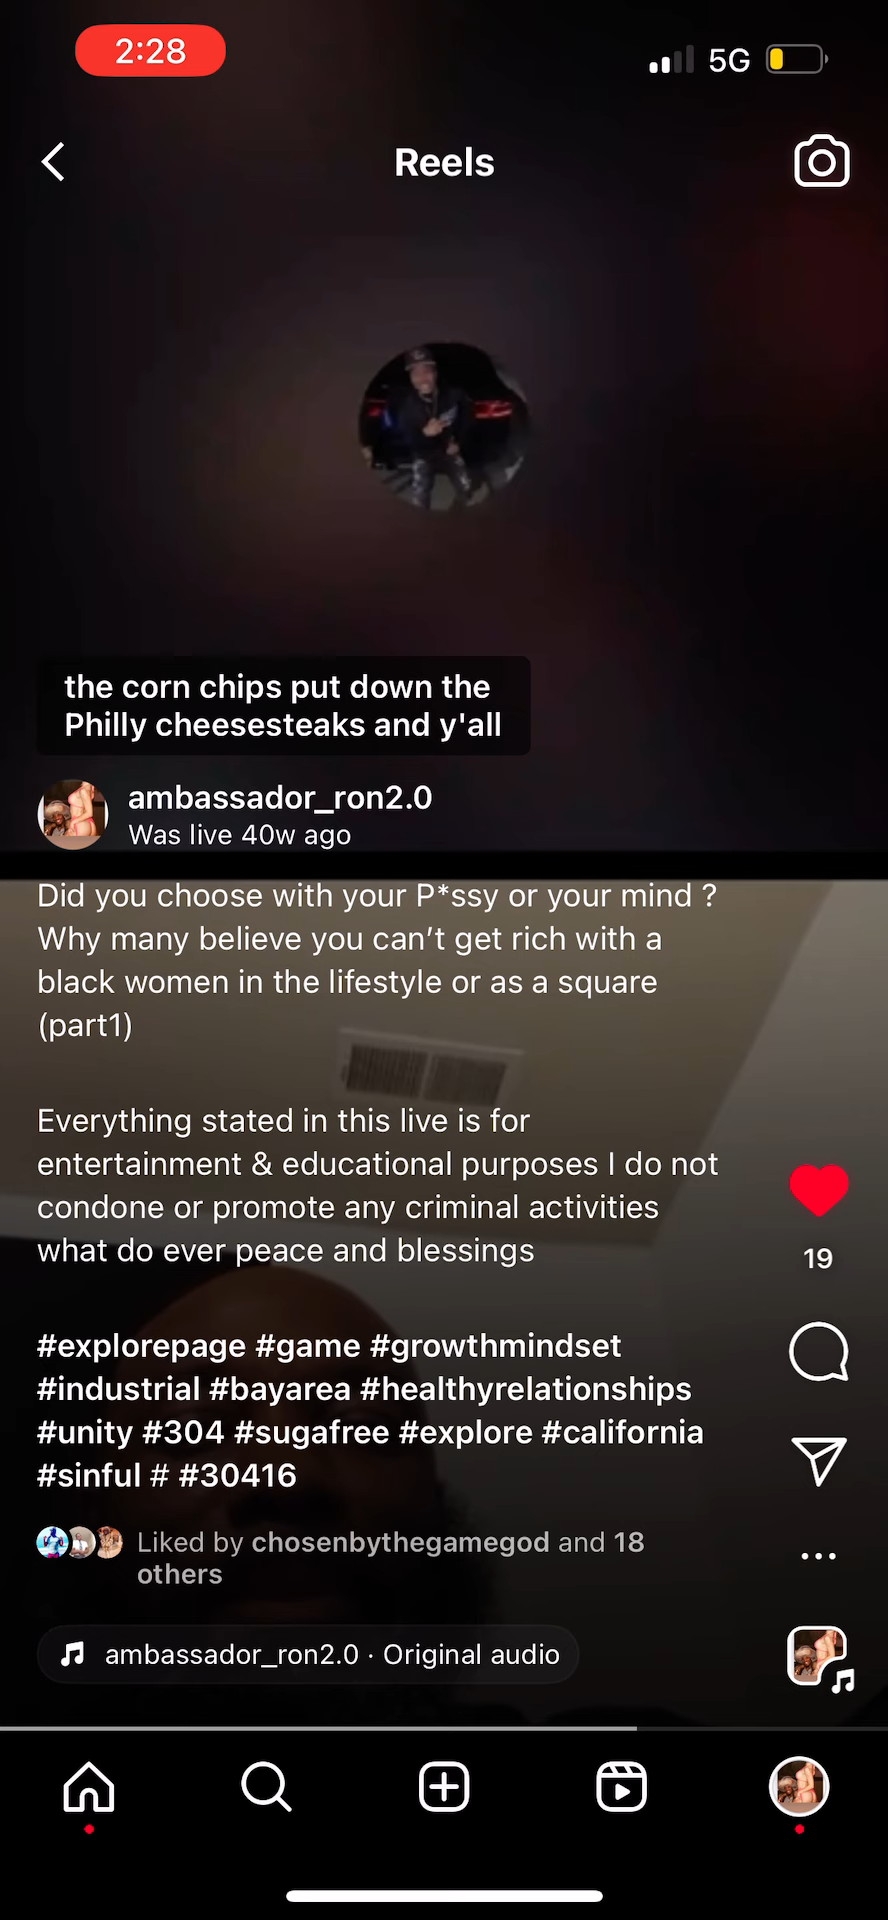 2:28
5G
Reels
the corn chips put down the
Philly cheesesteaks and y'all
ambassador_ron2.0
Was live 40w ago
Did you choose with your P*ssy or your mind ?
Why many believe you can’t get rich with a
black women in the lifestyle or as a square
(part1)
Everything stated in this live is for
entertainment & educational purposes I do not
condone or promote any criminal activities
what do ever peace and blessings
#explorepage #game #growthmindset
#industrial #bayarea #healthyrelationships
#unity #304 #sugafree #explore #california
#sinful # #30416
19
Liked by chosenbythegamegod and 18
others
ambassador_ron2.0 · Original audio